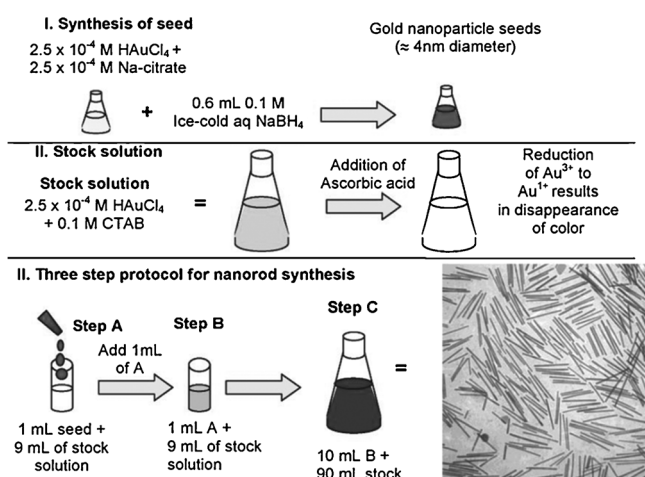 I. Synthesis of seed
2.5 x 10⁻⁴ M HAuCl₄ +
2.5 x 10⁻⁴ M Na-citrate
+
0.6 mL 0.1 M
Ice-cold aq NaBH₄
Gold nanoparticle seeds
(≈ 4nm diameter)
II. Stock solution
Stock solution
2.5 x 10⁻⁴ M HAuCl₄
+ 0.1 M CTAB
=
Addition of
Ascorbic acid
Reduction
of Au³⁺ to
Au¹⁺ results
in disappearance
of color
II. Three step protocol for nanorod synthesis
Step A
1 mL seed +
9 mL of stock
solution
Add 1mL
of A
Step B
1 mL A +
9 mL of stock
solution
Step C
10 mL B +
90 mL stock
=